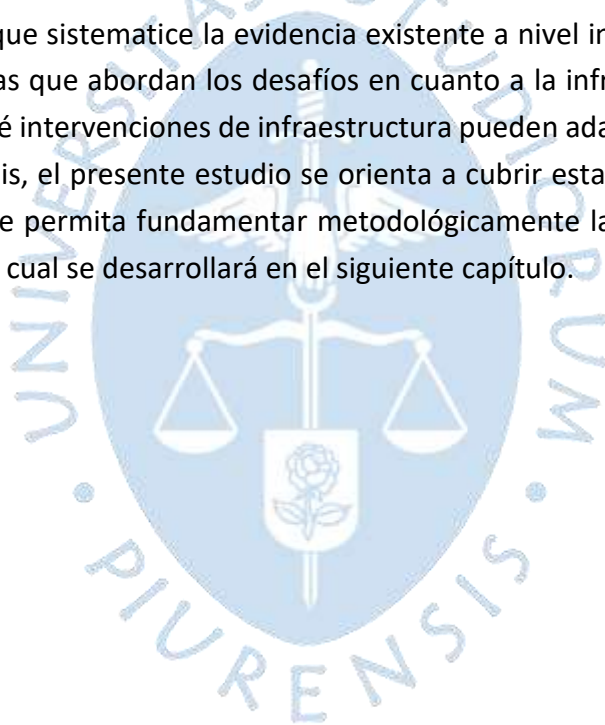 que sistematice la evidencia existente a nivel in
as que abordan los desafíos en cuanto a la infr
é intervenciones de infraestructura pueden ada
is, el presente estudio se orienta a cubrir esta
e permita fundamentar metodológicamente la
cual se desarrollará en el siguiente capítulo.
UNIVERSITAS STUDIORUM
PIURENSIS